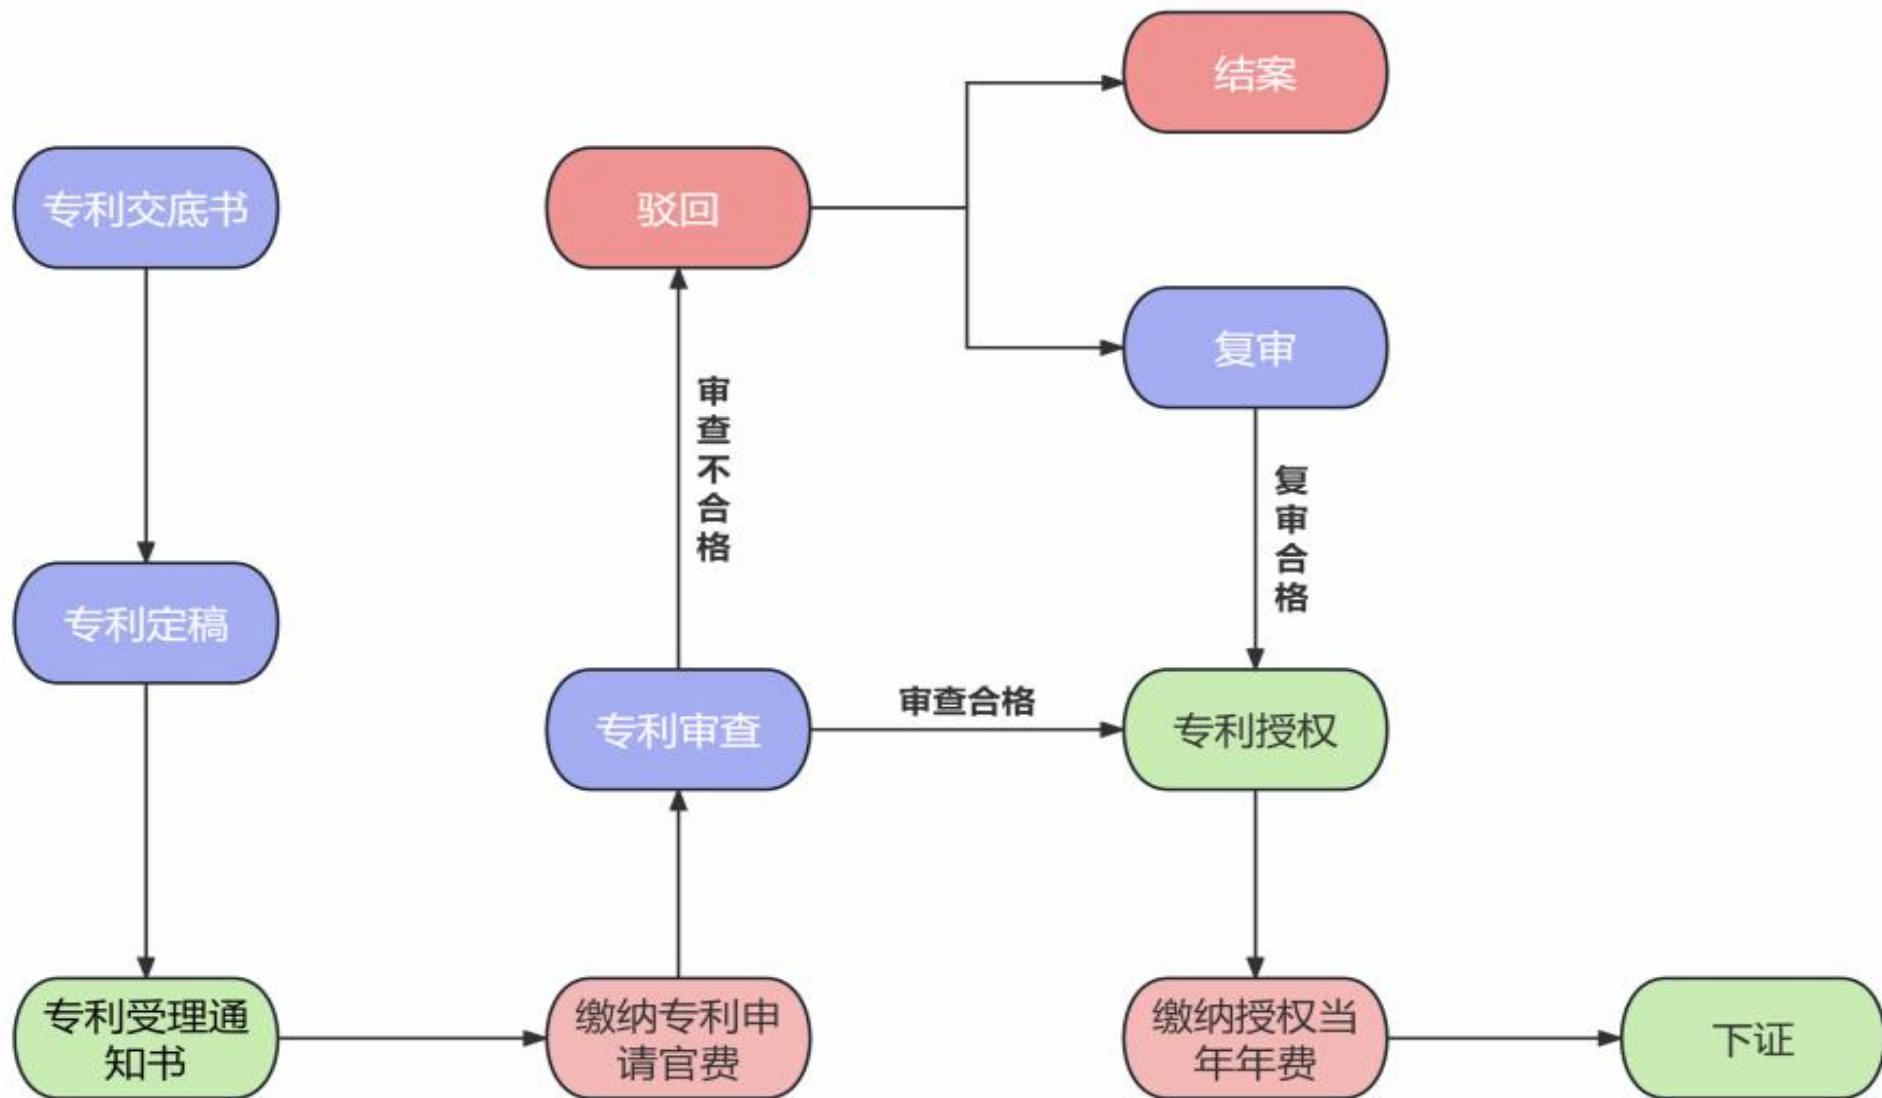 结案
专利交底书
驳回
复审
审查不合格
复审合格
专利定稿
审查合格
专利审查
专利授权
专利受理通
知书
缴纳专利申
请官费
缴纳授权当
年年费
下证